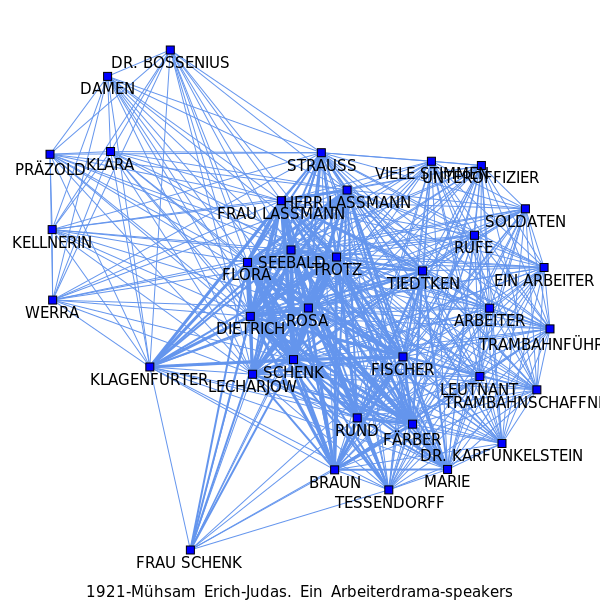 DR. BOSSENIUS
DAMEN
STRAUSS
VIELE STIMMEN
UNTEROFFIZIER
PRÄZOLD
KLARA
HERR LASSMANN
FRAU LASSMANN
SOLDATEN
KELLNERIN
RUFE
SEEBALD
TROTZ
FLORA
TIEDTKEN
EIN ARBEITER
WERRA
DIETRICH
ROSA
ARBEITER
TRAMBAHNFÜHR
KLAGENFURTER
LECHARJOW
SCHENK
FISCHER
LEUTNANT
TRAMBAHNSCHAFFN
RUND
FÄRBER
DR. KARFUNKELSTEIN
BRAUN
MARIE
TESSENDORFF
FRAU SCHENK
1921-Mühsam Erich-Judas. Ein Arbeiterdrama-speakers